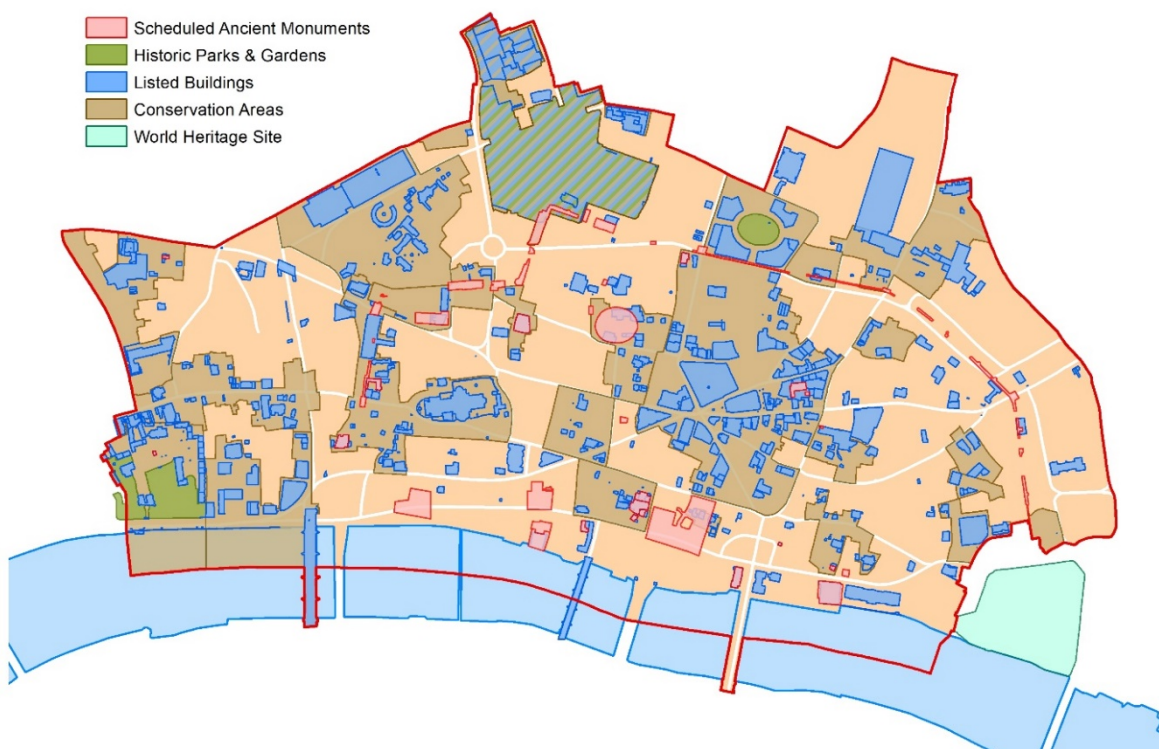 Scheduled Ancient Monuments
Historic Parks & Gardens
Listed Buildings
Conservation Areas
World Heritage Site